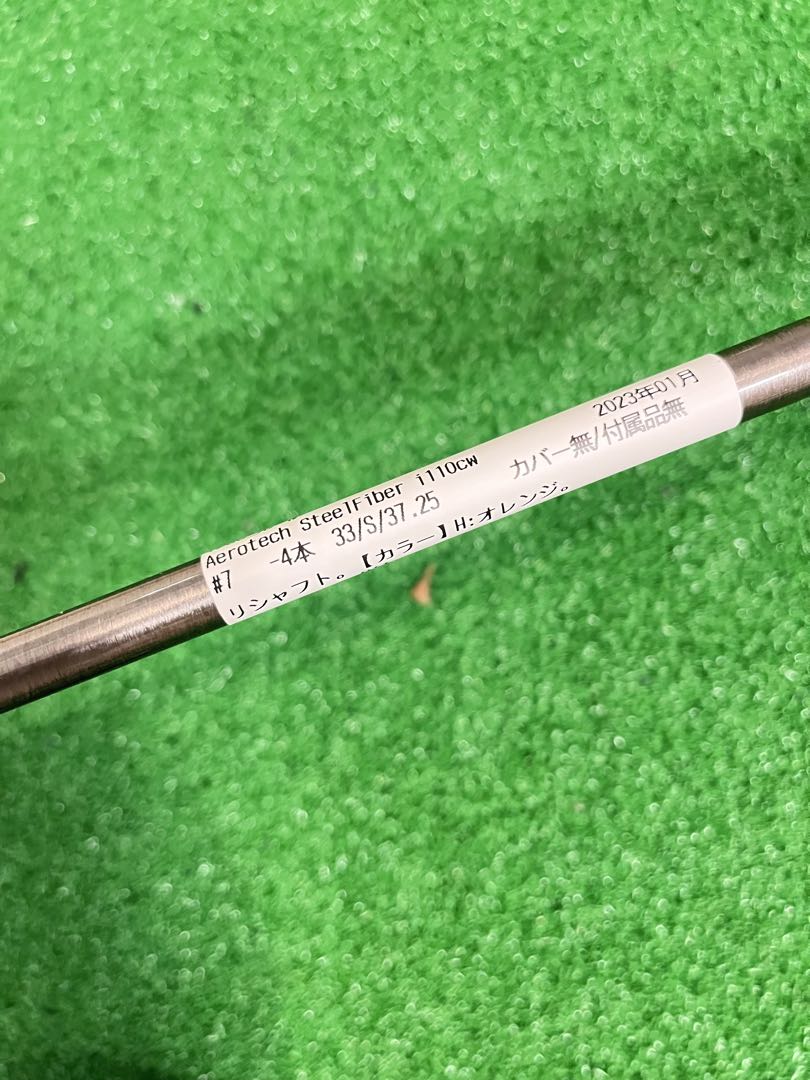 2023年01月
Aerotech SteelFiber i110cw
カバー無/付属品無
#7 -4本 33/S/37.25
リシャフト。【カラー】H:オレンジ。